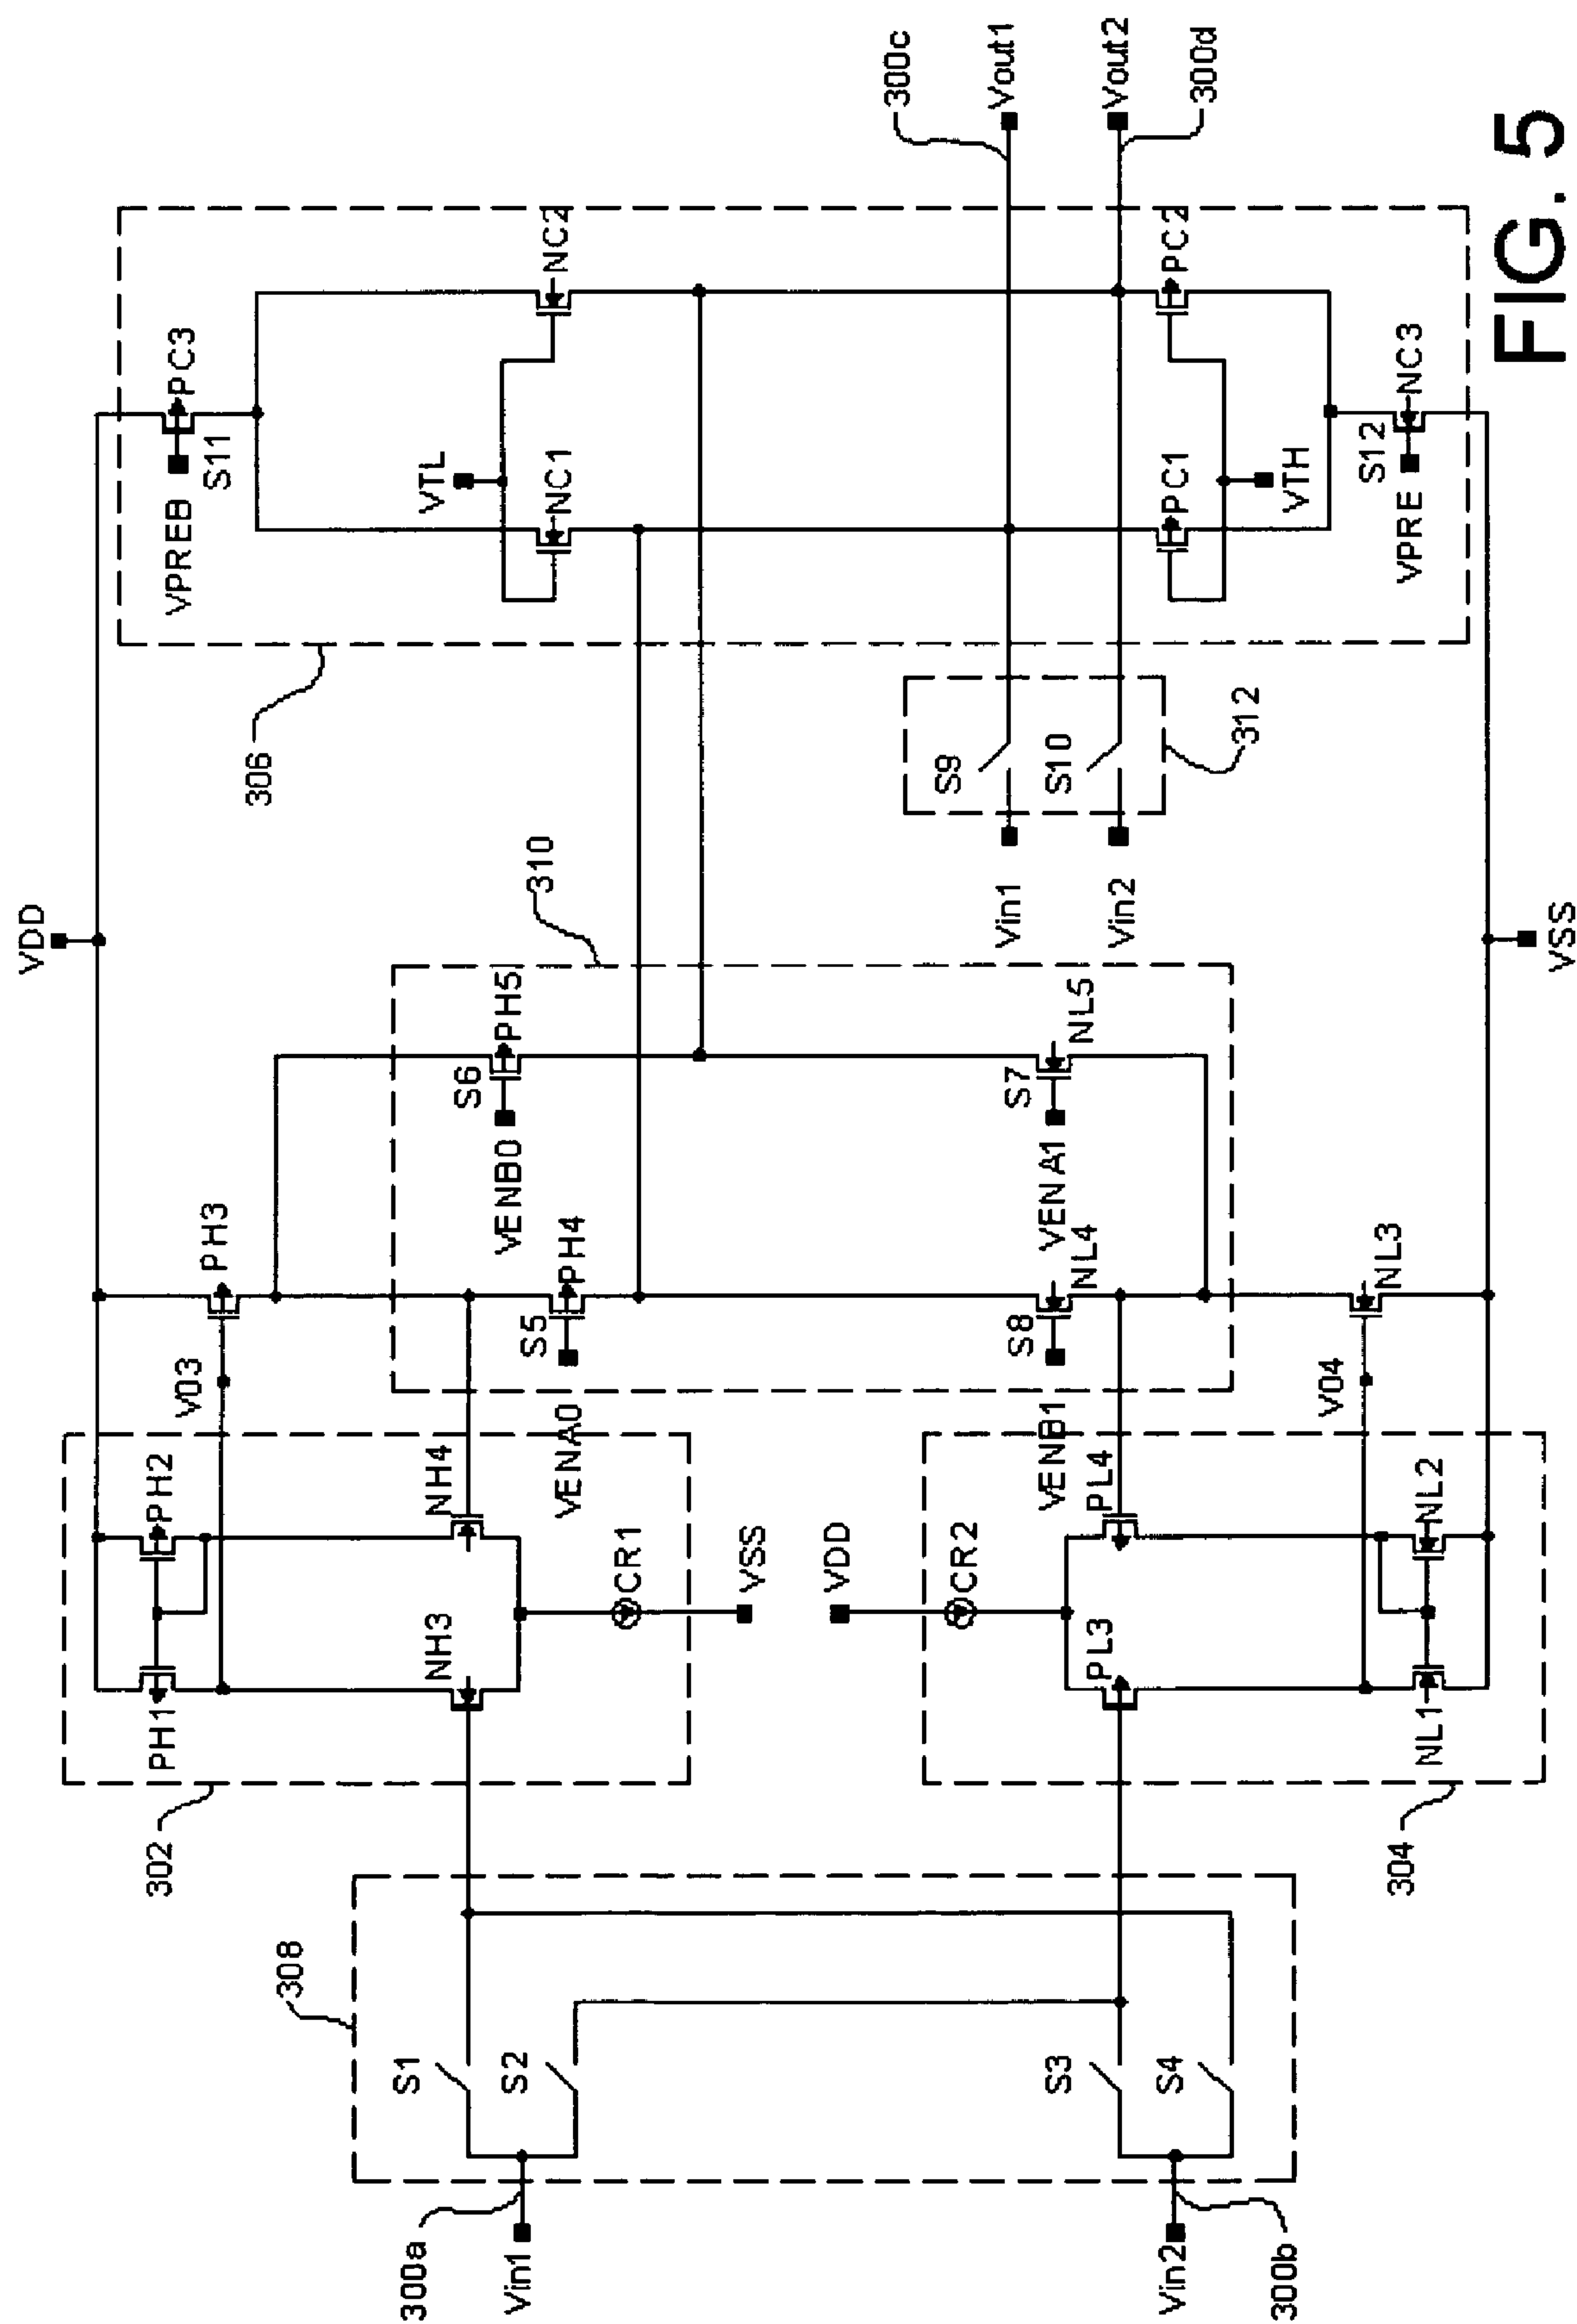 VDD
302
PH1
PH2
V03
PH3
VPREB
PC3
S11
306
308
S1
S2
300a
Vin1
NH3
NH4
S5
PH4
VENA0
S6
PH5
VENB0
310
VTL
NC1
NC2
CR1
VSS
VDD
CR2
S9
S10
Vin1
Vin2
312
300c
Vout1
Vout2
300d
S3
S4
Vin2
300b
PL3
PL4
VENB1
S8
NL4
VENA1
S7
NL5
PC1
PC2
VTH
V04
NL3
NL1
NL2
304
VPRE
S12
NC3
VSS
FIG. 5